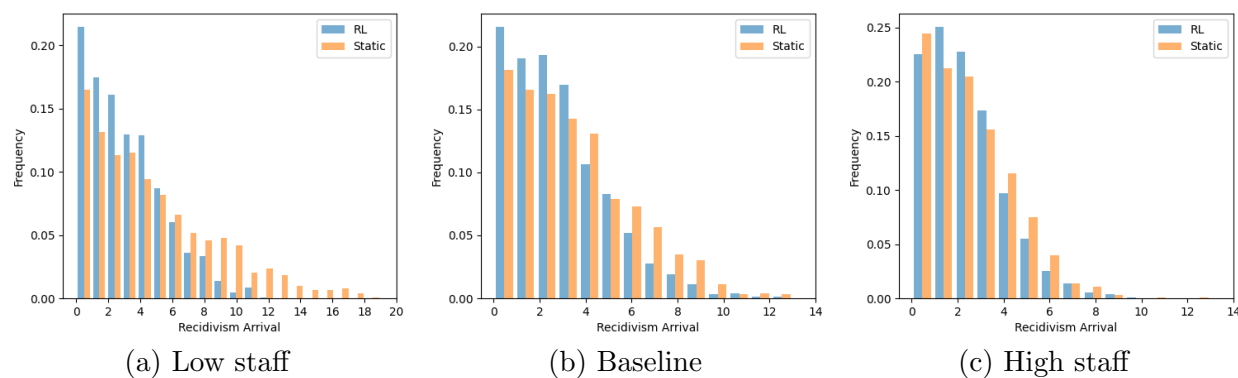 RL
Static
Frequency
0.20
0.15
0.10
0.05
0.00
0 2 4 6 8 10 12 14 16 18 20
Recidivism Arrival
(a) Low staff
RL
Static
Frequency
0.20
0.15
0.10
0.05
0.00
0 2 4 6 8 10 12 14
Recidivism Arrival
(b) Baseline
RL
Static
Frequency
0.25
0.20
0.15
0.10
0.05
0.00
0 2 4 6 8 10 12 14
Recidivism Arrival
(c) High staff